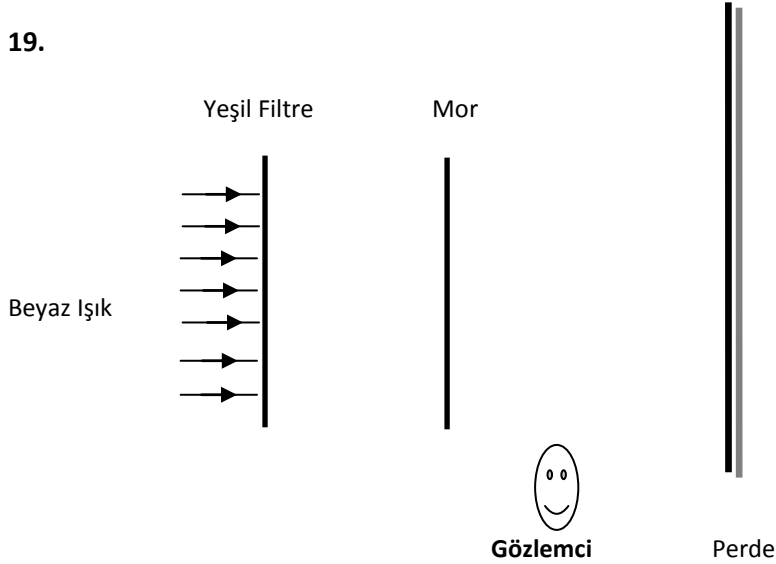 19.
Yeşil Filtre
Mor
Beyaz Işık
Gözlemci
Perde